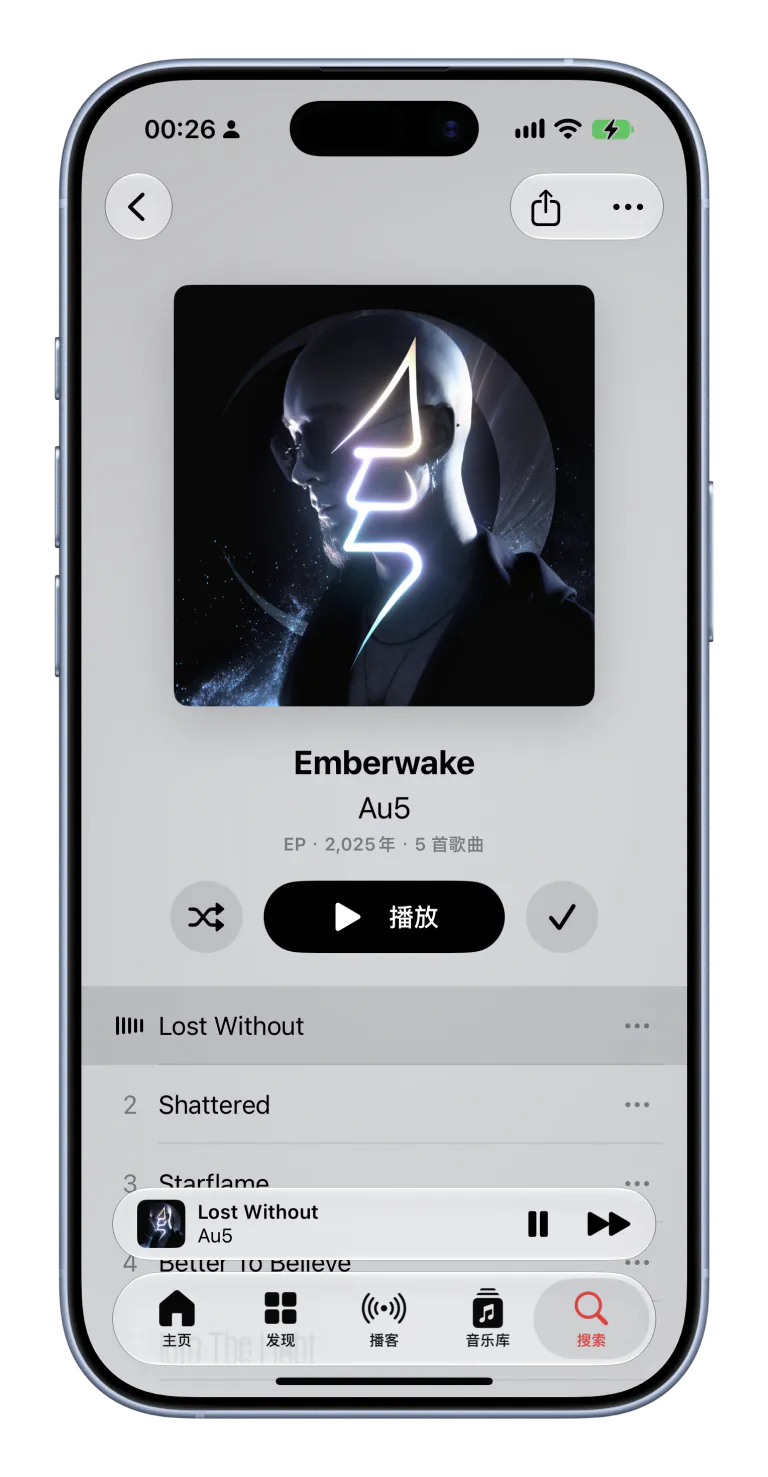 00:26
Emberwake
Au5
EP · 2,025年 · 5 首歌曲
播放
Lost Without
2 Shattered
3 Starflame
Lost Without
Au5
4 Better To Believe
主页 发现 播客 音乐库 搜索